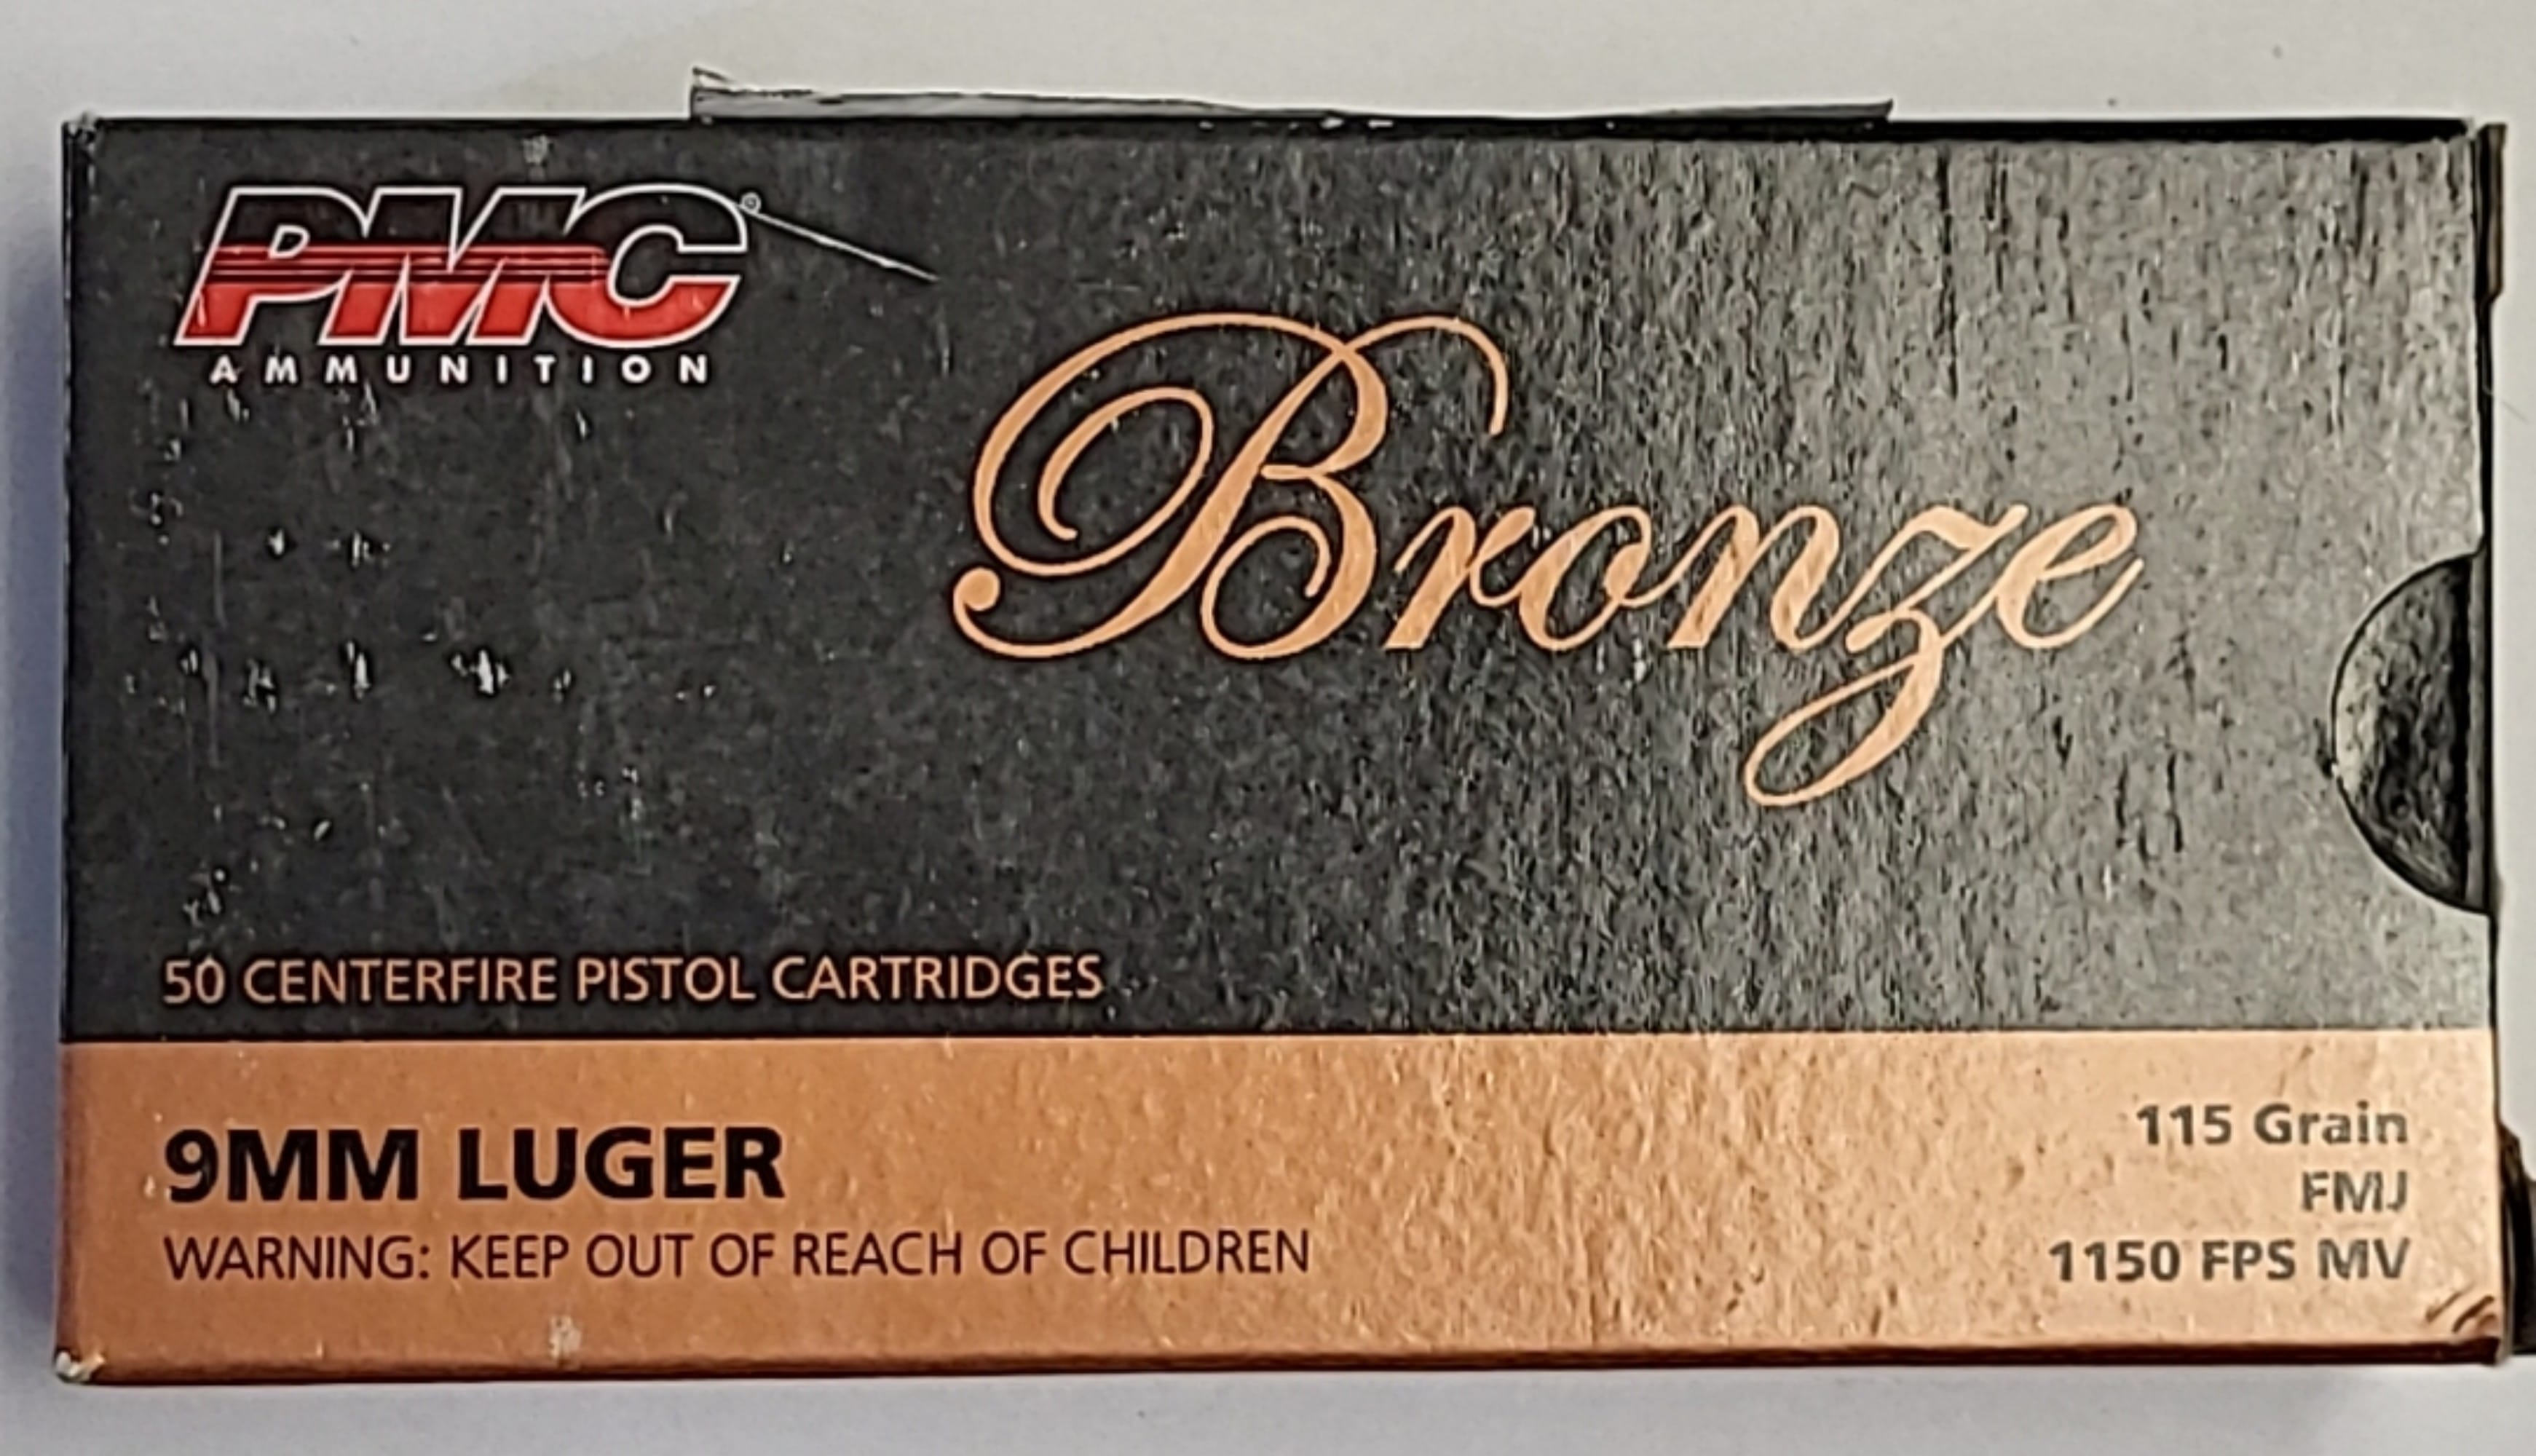 PMC®
AMMUNITION
Bronze
50 CENTERFIRE PISTOL CARTRIDGES
9MM LUGER
WARNING: KEEP OUT OF REACH OF CHILDREN
115 Grain
FMJ
1150 FPS MV